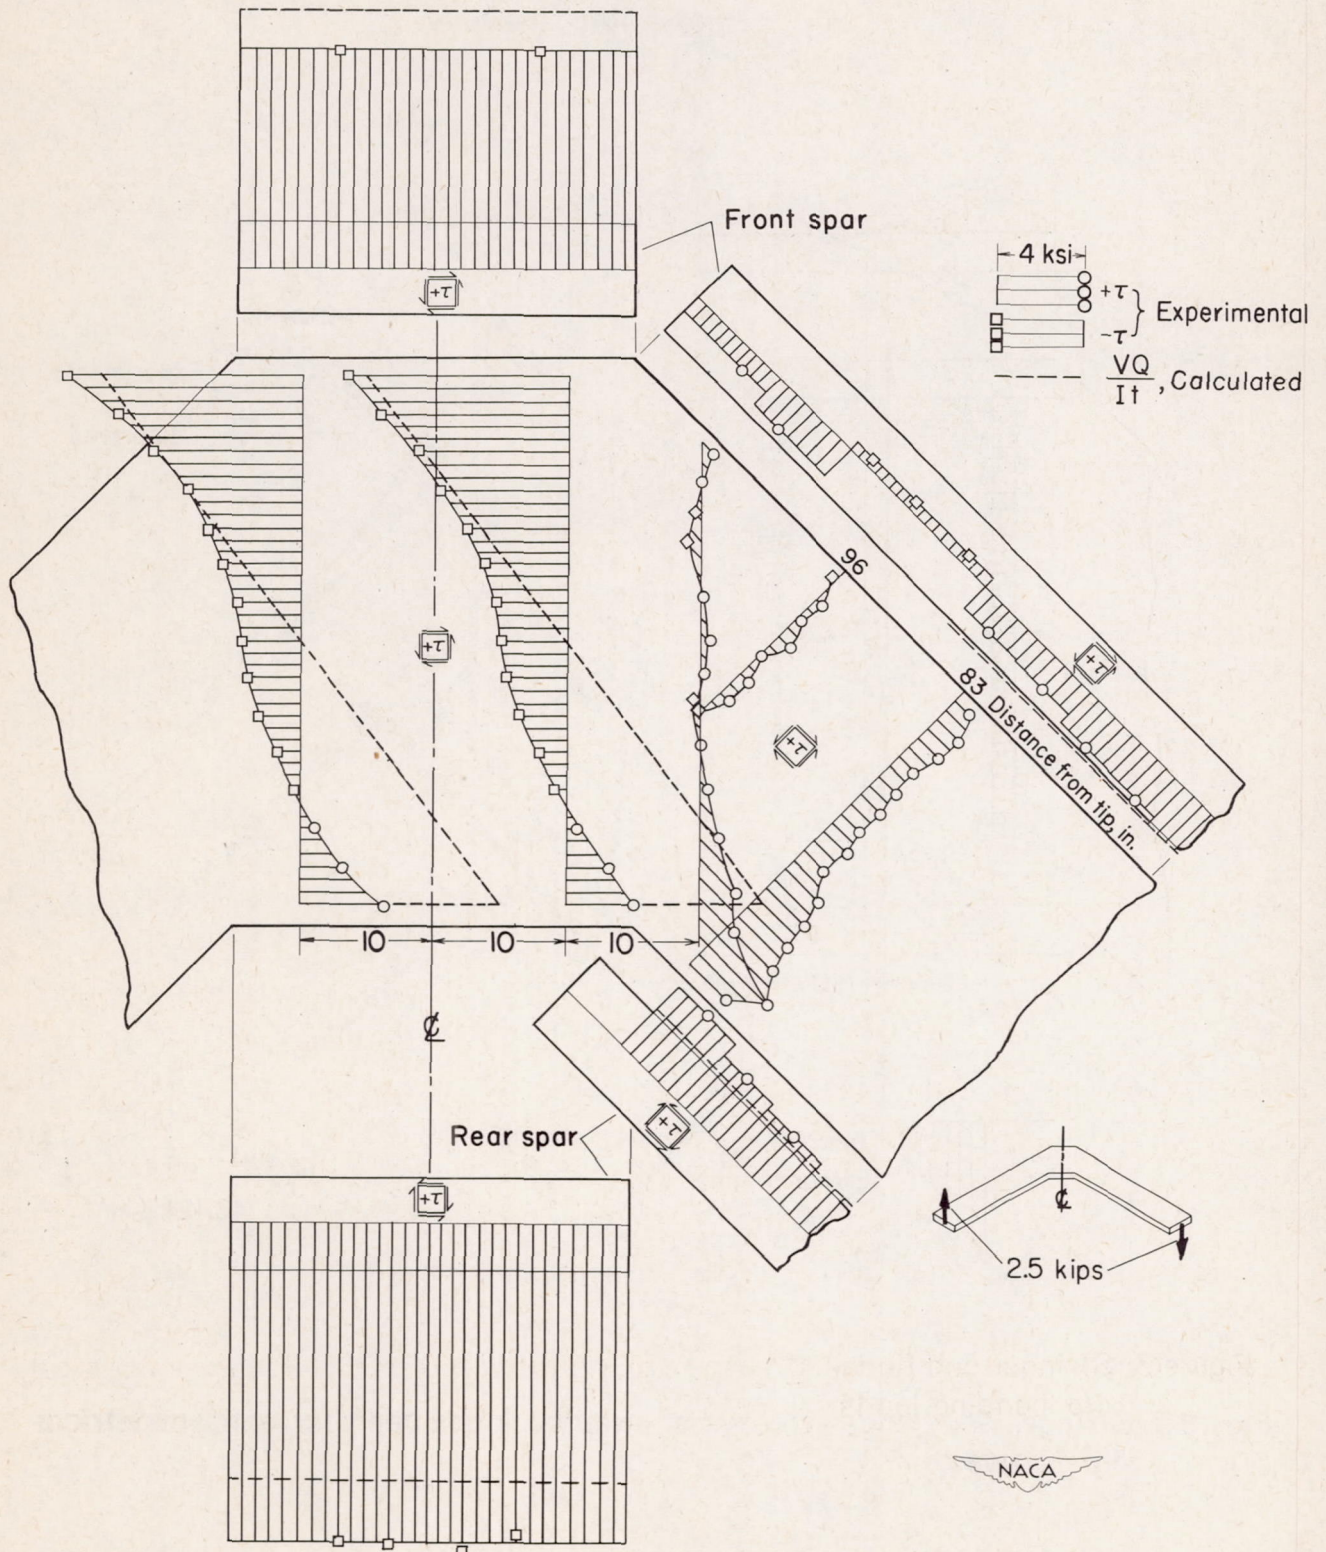 Front spar
+τ
4 ksi
+τ
−τ
Experimental
VQ
It
, Calculated
96
+τ
+τ
83 Distance from tip, in.
+τ
10
10
10
℄
Rear spar
+τ
+τ
℄
2.5 kips
NACA